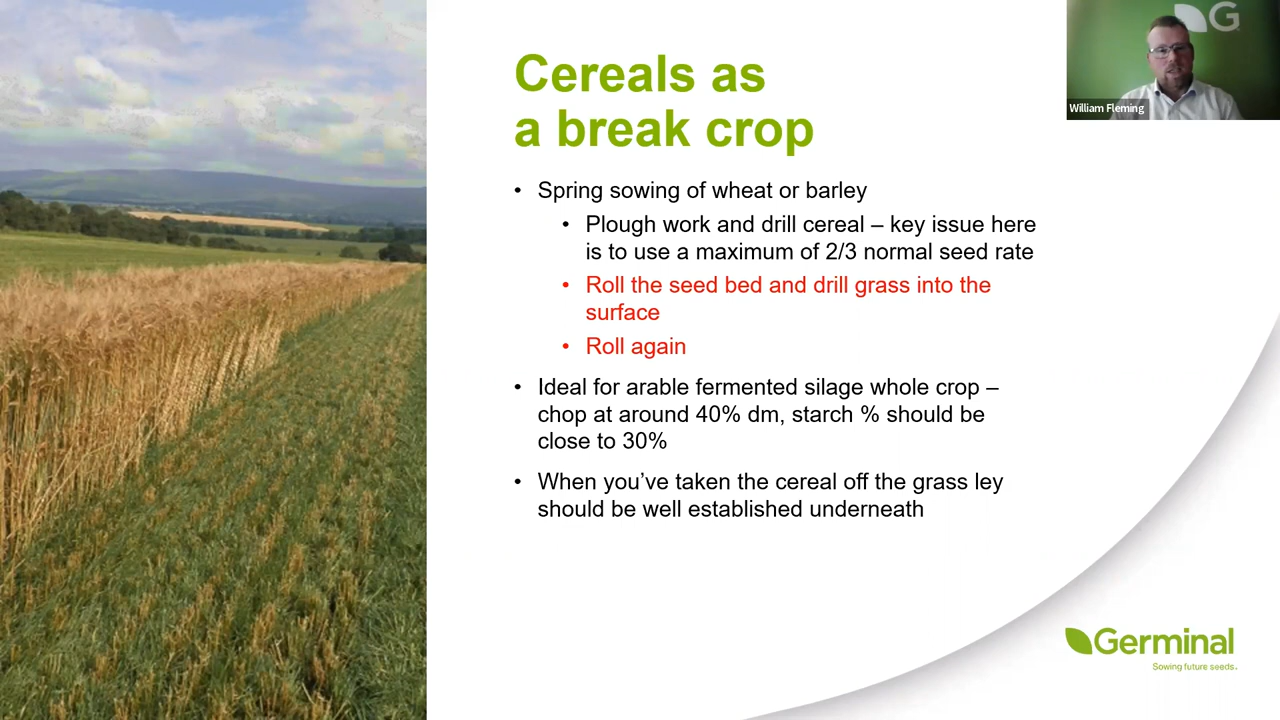 Cereals as
a break crop
• Spring sowing of wheat or barley
• Plough work and drill cereal – key issue here
is to use a maximum of 2/3 normal seed rate
• Roll the seed bed and drill grass into the
surface
• Roll again
• Ideal for arable fermented silage whole crop –
chop at around 40% dm, starch % should be
close to 30%
• When you’ve taken the cereal off the grass ley
should be well established underneath
G
William Fleming
Germinal
Sowing future seeds.